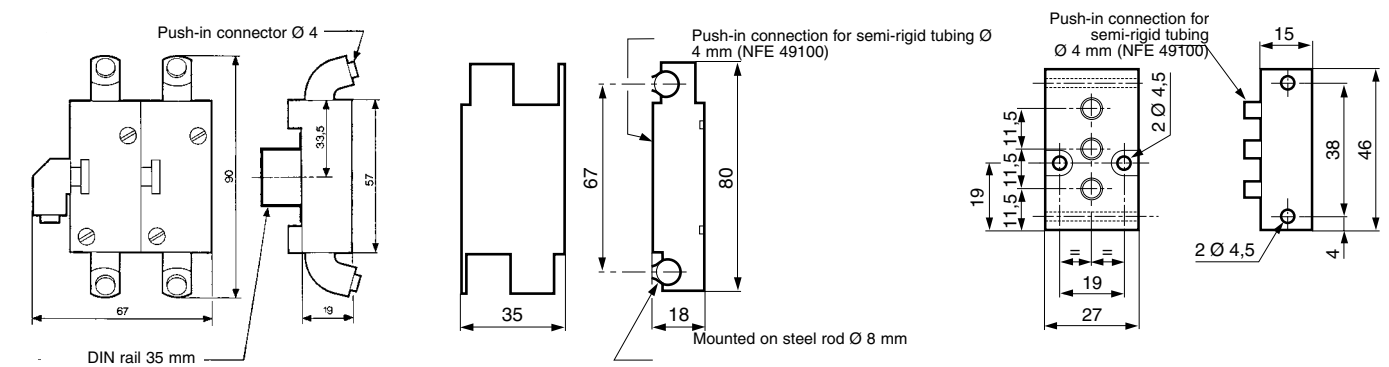 Push-in connector Ø 4
33,5
90
57
67
19
DIN rail 35 mm
Push-in connection for semi-rigid tubing Ø
4 mm (NFE 49100)
67
80
35
18
Mounted on steel rod Ø 8 mm
Push-in connection for
semi-rigid tubing
Ø 4 mm (NFE 49100)
15
2 Ø 4,5
11,5
11,5
11,5
19
38
46
2 Ø 4,5
4
= =
19
27